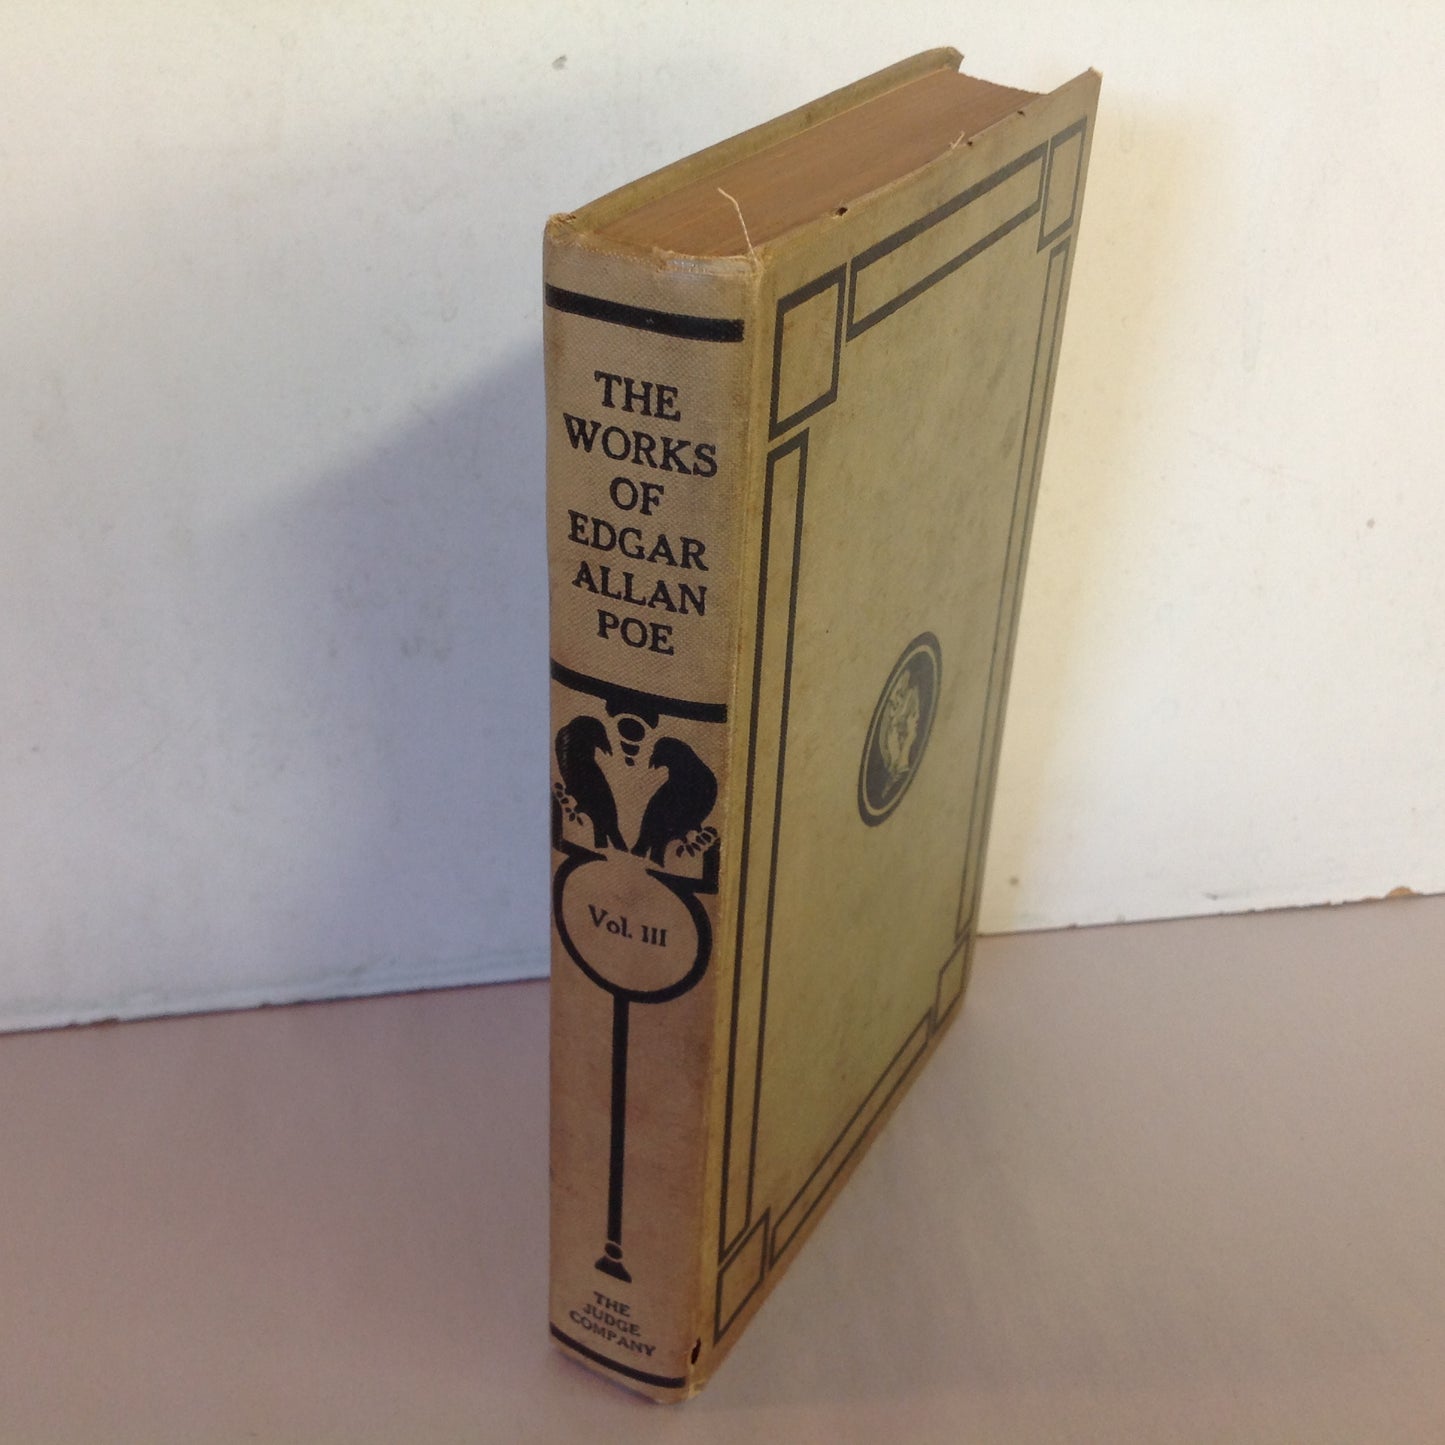 THE
WORKS
OF
EDGAR
ALLAN
POE
Vol. III
THE
JUDGE
COMPANY